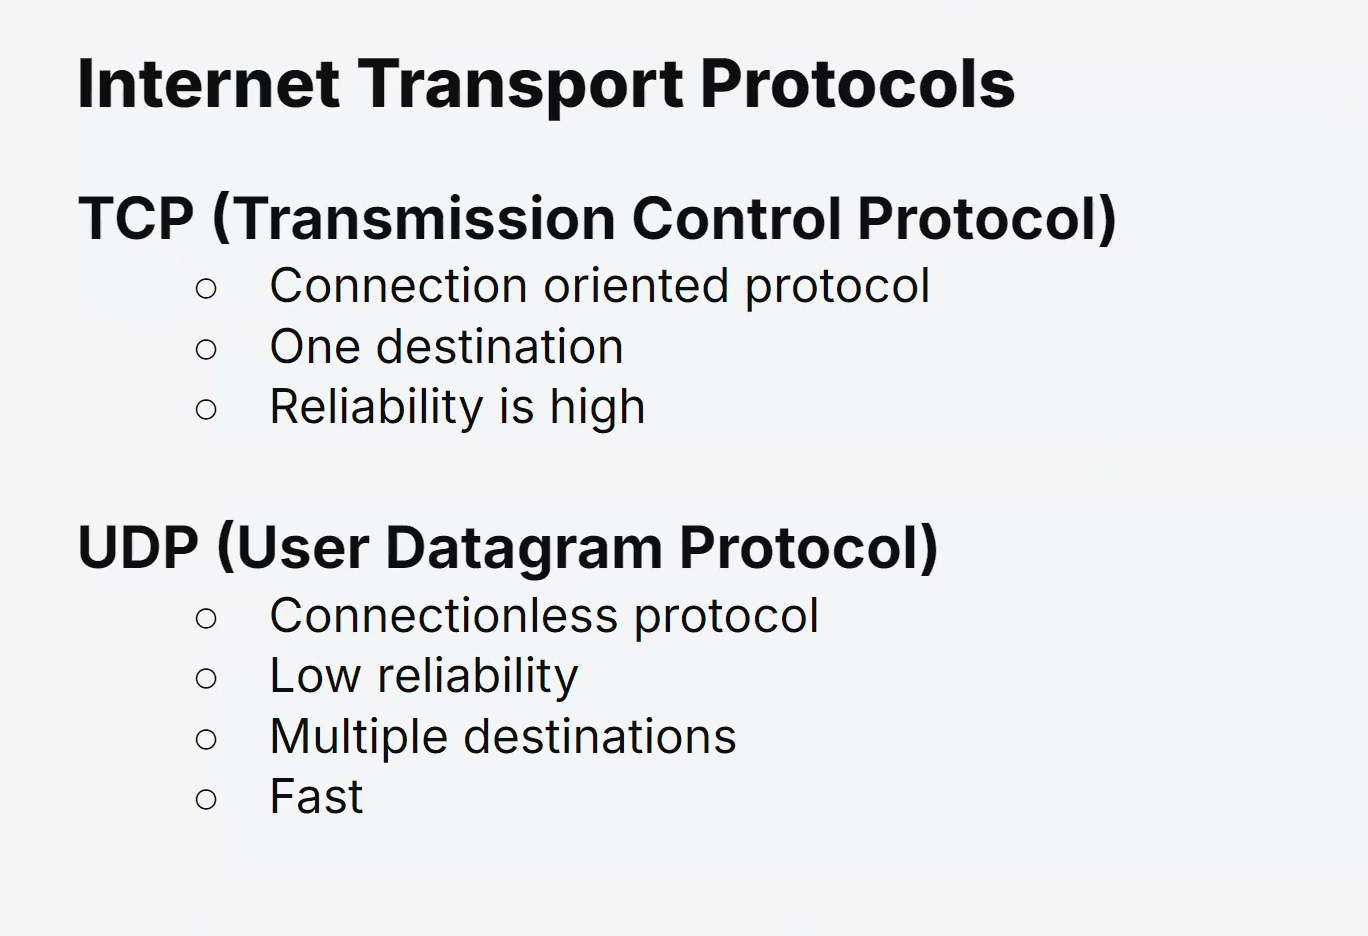 Internet Transport Protocols
TCP (Transmission Control Protocol)
○ Connection oriented protocol
○ One destination
○ Reliability is high
UDP (User Datagram Protocol)
○ Connectionless protocol
○ Low reliability
○ Multiple destinations
○ Fast